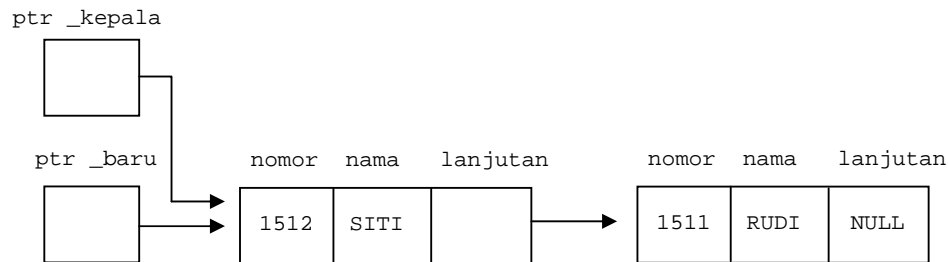 ptr _kepala
ptr _baru nomor nama lanjutan nomor nama lanjutan
1512 SITI 1511 RUDI NULL